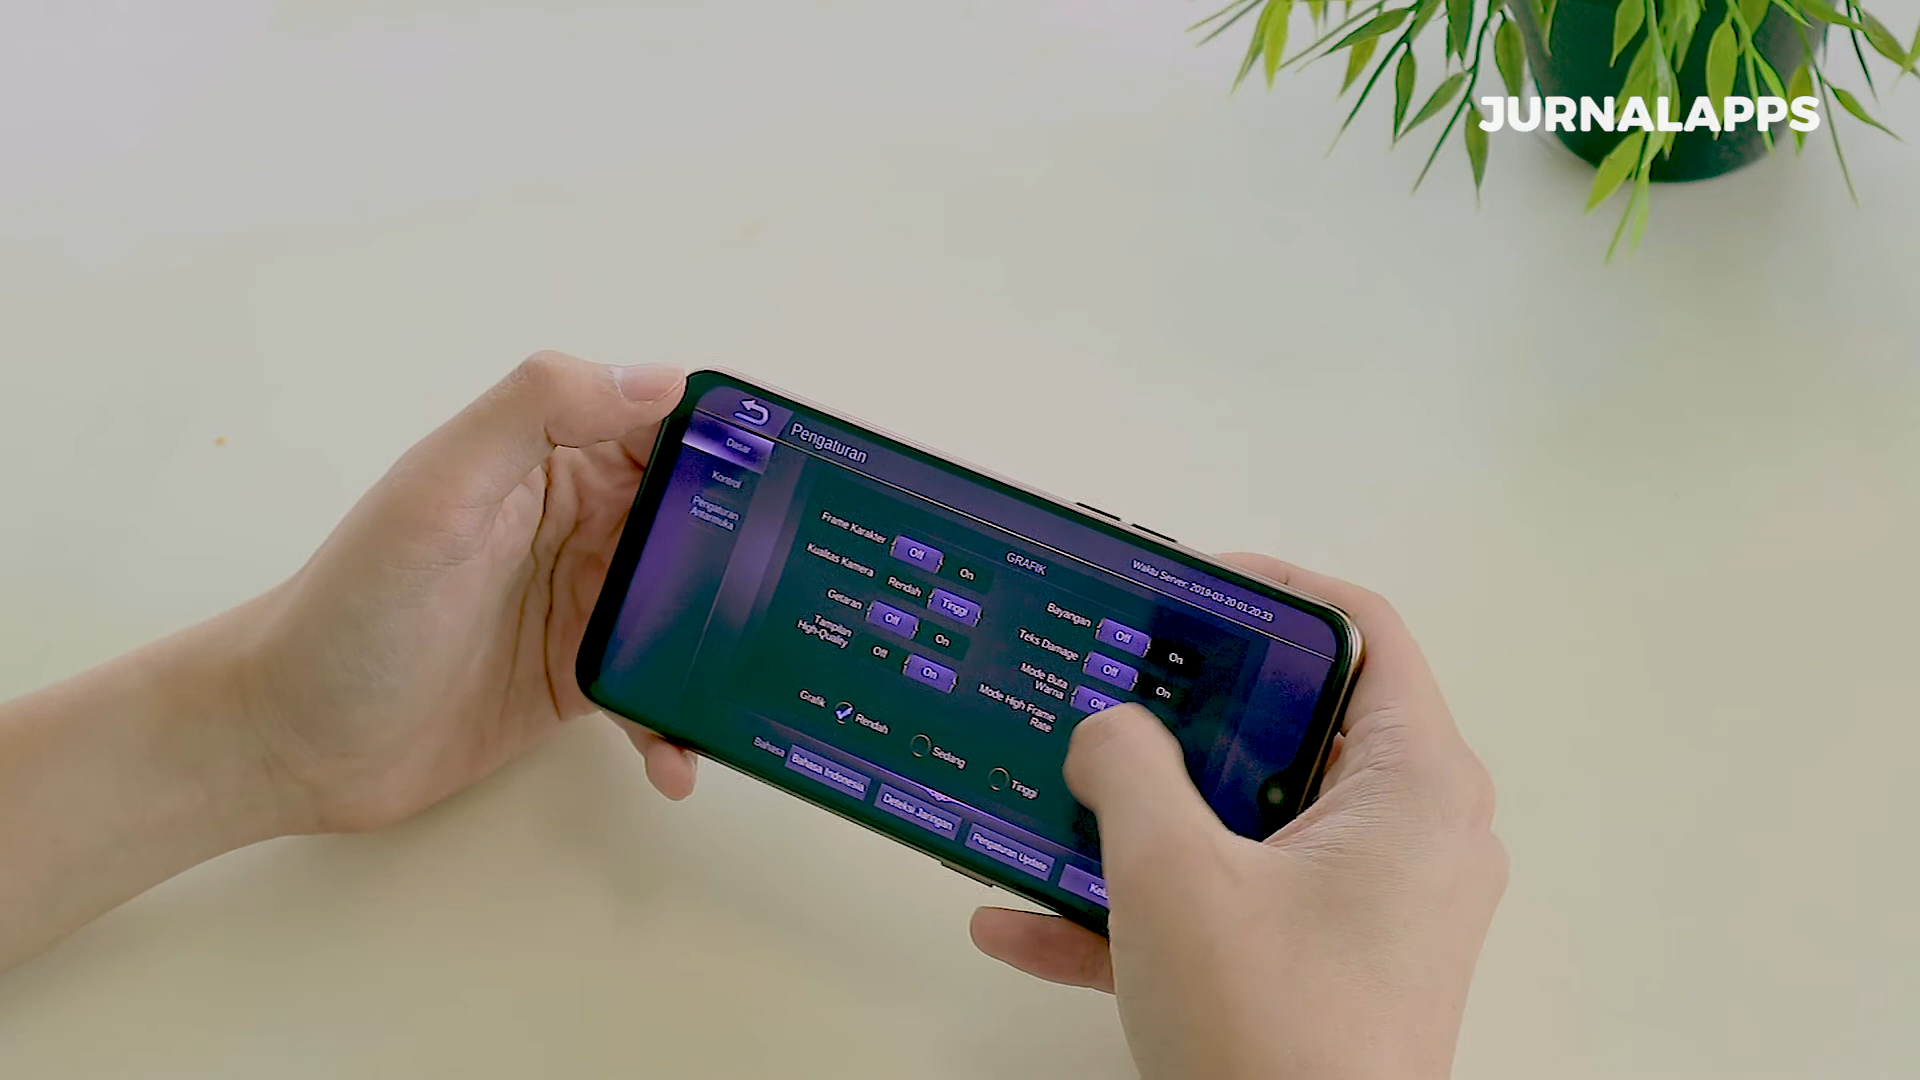 JURNALAPPS
Pengaturan
Dasar
Kontrol
Pengaturan
Antarmuka
GRAFIK
Waktu Server: 2019-03-20 01:20:33
Frame Karakter Off On
Kualitas Kamera Rendah Tinggi
Getaran Off On
Tampilan
High-Quality Off On
Bayangan Off On
Teks Damage Off On
Mode Buta
Warna Off
Mode High Frame
Rate
Grafik Rendah Sedang Tinggi
Bahasa Bahasa Indonesia Deteksi Jaringan Pengaturan Update